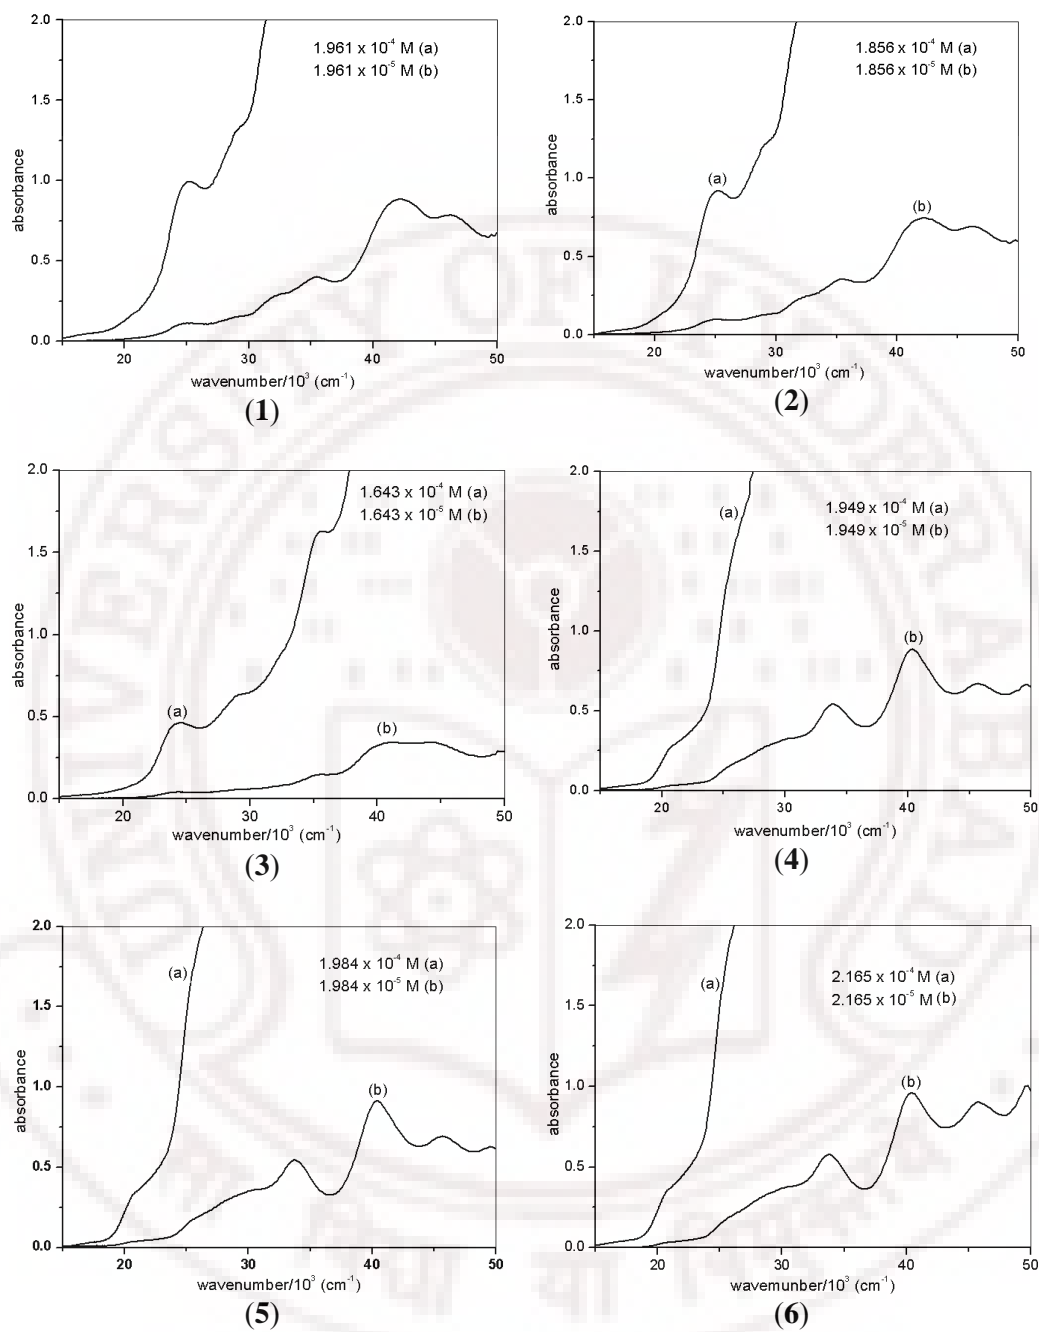 2.0
1.5
1.0
0.5
0.0
absorbance
1.961 x 10⁻⁴ M (a)
1.961 x 10⁻⁵ M (b)
20 30 40 50
wavenumber/10³ (cm⁻¹)
(1)
2.0
1.5
1.0
0.5
0.0
absorbance
1.856 x 10⁻⁴ M (a)
1.856 x 10⁻⁵ M (b)
(a)
(b)
20 30 40 50
wavenumber/10³ (cm⁻¹)
(2)
2.0
1.5
1.0
0.5
0.0
absorbance
1.643 x 10⁻⁴ M (a)
1.643 x 10⁻⁵ M (b)
(a)
(b)
20 30 40 50
wavenumber/10³ (cm⁻¹)
(3)
2.0
1.5
1.0
0.5
0.0
absorbance
1.949 x 10⁻⁴ M (a)
1.949 x 10⁻⁵ M (b)
(a)
(b)
20 30 40 50
wavenumber/10³ (cm⁻¹)
(4)
2.0
1.5
1.0
0.5
0.0
absorbance
(a)
1.984 x 10⁻⁴ M (a)
1.984 x 10⁻⁵ M (b)
(b)
20 30 40 50
wavenumber/10³ (cm⁻¹)
(5)
2.0
1.5
1.0
0.5
0.0
absorbance
(a)
2.165 x 10⁻⁴ M (a)
2.165 x 10⁻⁵ M (b)
(b)
20 30 40 50
wavenumber/10³ (cm⁻¹)
(6)